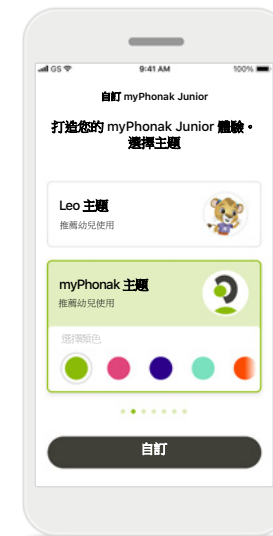 GS 9:41 AM 100%
自訂 myPhonak Junior
打造您的 myPhonak Junior 體驗。
選擇主題
Leo 主題
推薦幼兒使用
myPhonak 主題
推薦幼兒使用
選擇顏色
自訂